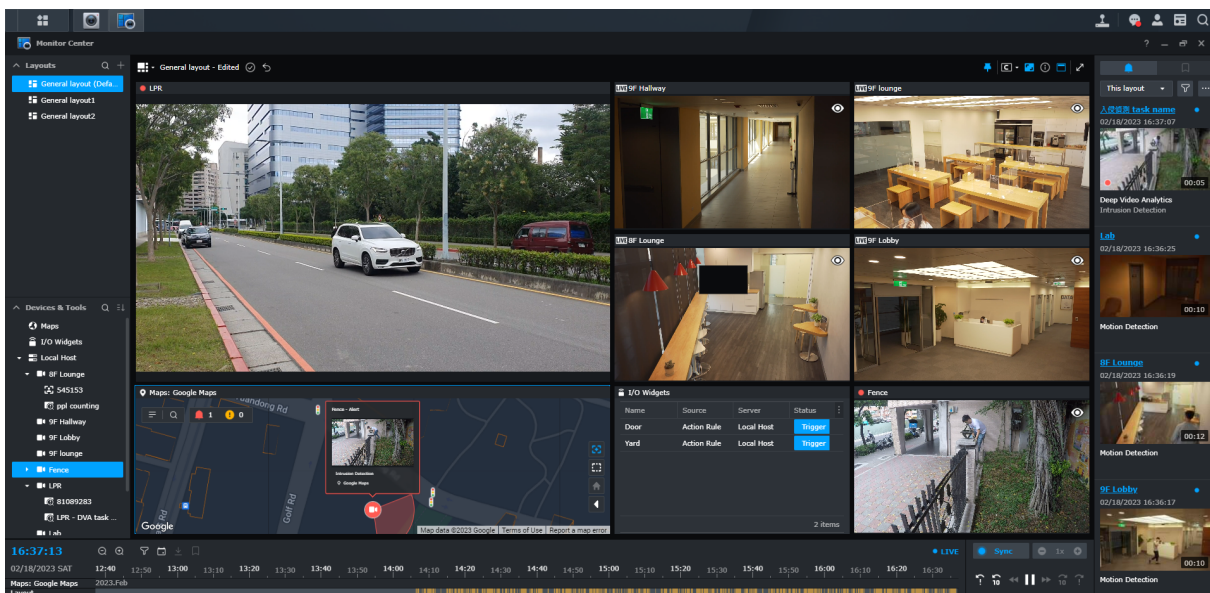 Monitor Center
Layouts
General layout (Defa...
General layout1
General layout2
General layout - Edited
LPR
LIVE 9F Hallway
LIVE 9F lounge
LIVE 8F Lounge
LIVE 9F Lobby
Devices & Tools
Maps
I/O Widgets
Local Host
8F Lounge
545153
ppl counting
9F Hallway
9F Lobby
9F lounge
Fence
LPR
81089283
LPR - DVA task ...
Lab
Maps: Google Maps
1
0
Fence - Alert
Intrusion Detection
Google Maps
Golf Rd
Rd
Google
Map data ©2023 Google
Terms of Use
Report a map error
I/O Widgets
Name Source Server Status
Door Action Rule Local Host Trigger
Yard Action Rule Local Host Trigger
2 items
Fence
This layout
task name
02/18/2023 16:37:07
00:05
Deep Video Analytics
Intrusion Detection
Lab
02/18/2023 16:36:25
00:10
Motion Detection
8F Lounge
02/18/2023 16:36:19
00:12
Motion Detection
9F Lobby
02/18/2023 16:36:17
00:10
Motion Detection
16:37:13
LIVE
Sync
1x
02/18/2023 SAT
12:40 12:50 13:00 13:10 13:20 13:30 13:40 13:50 14:00 14:10 14:20 14:30 14:40 14:50 15:00 15:10 15:20 15:30 15:40 15:50 16:00 16:10 16:20 16:30
10
10
Maps: Google Maps
2023.Feb
Layout